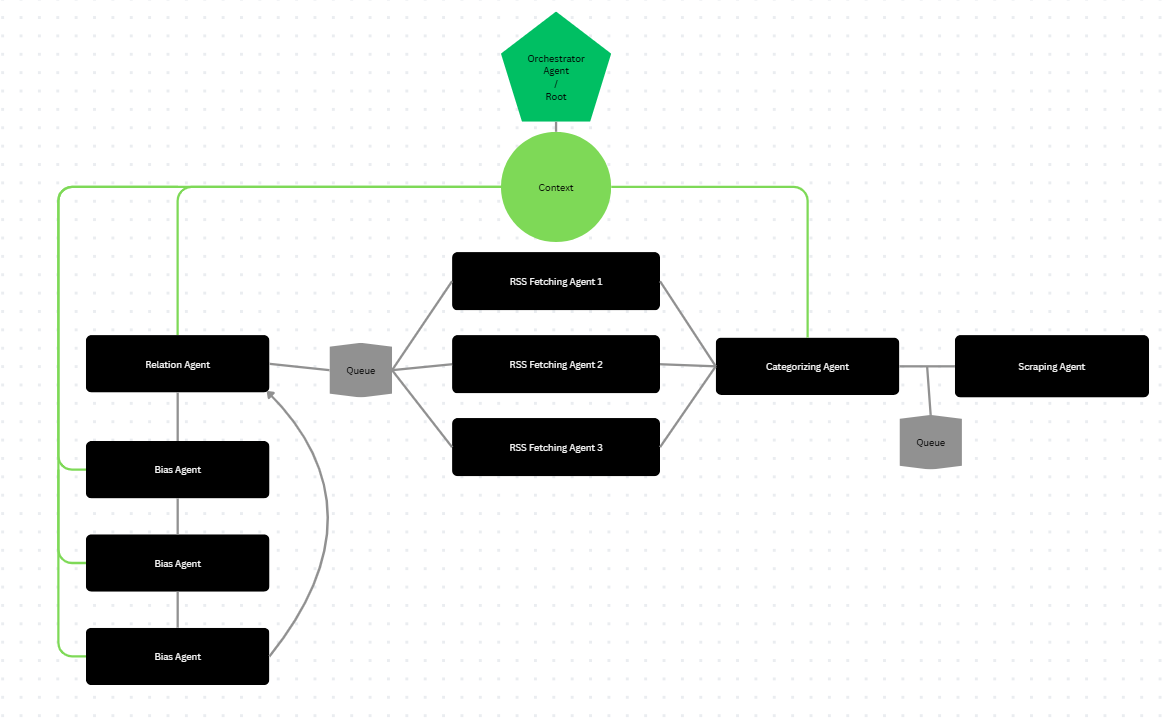 Orchestrator
Agent
/
Root
Context
RSS Fetching Agent 1
Relation Agent
Queue
RSS Fetching Agent 2
Categorizing Agent
Scraping Agent
RSS Fetching Agent 3
Queue
Bias Agent
Bias Agent
Bias Agent